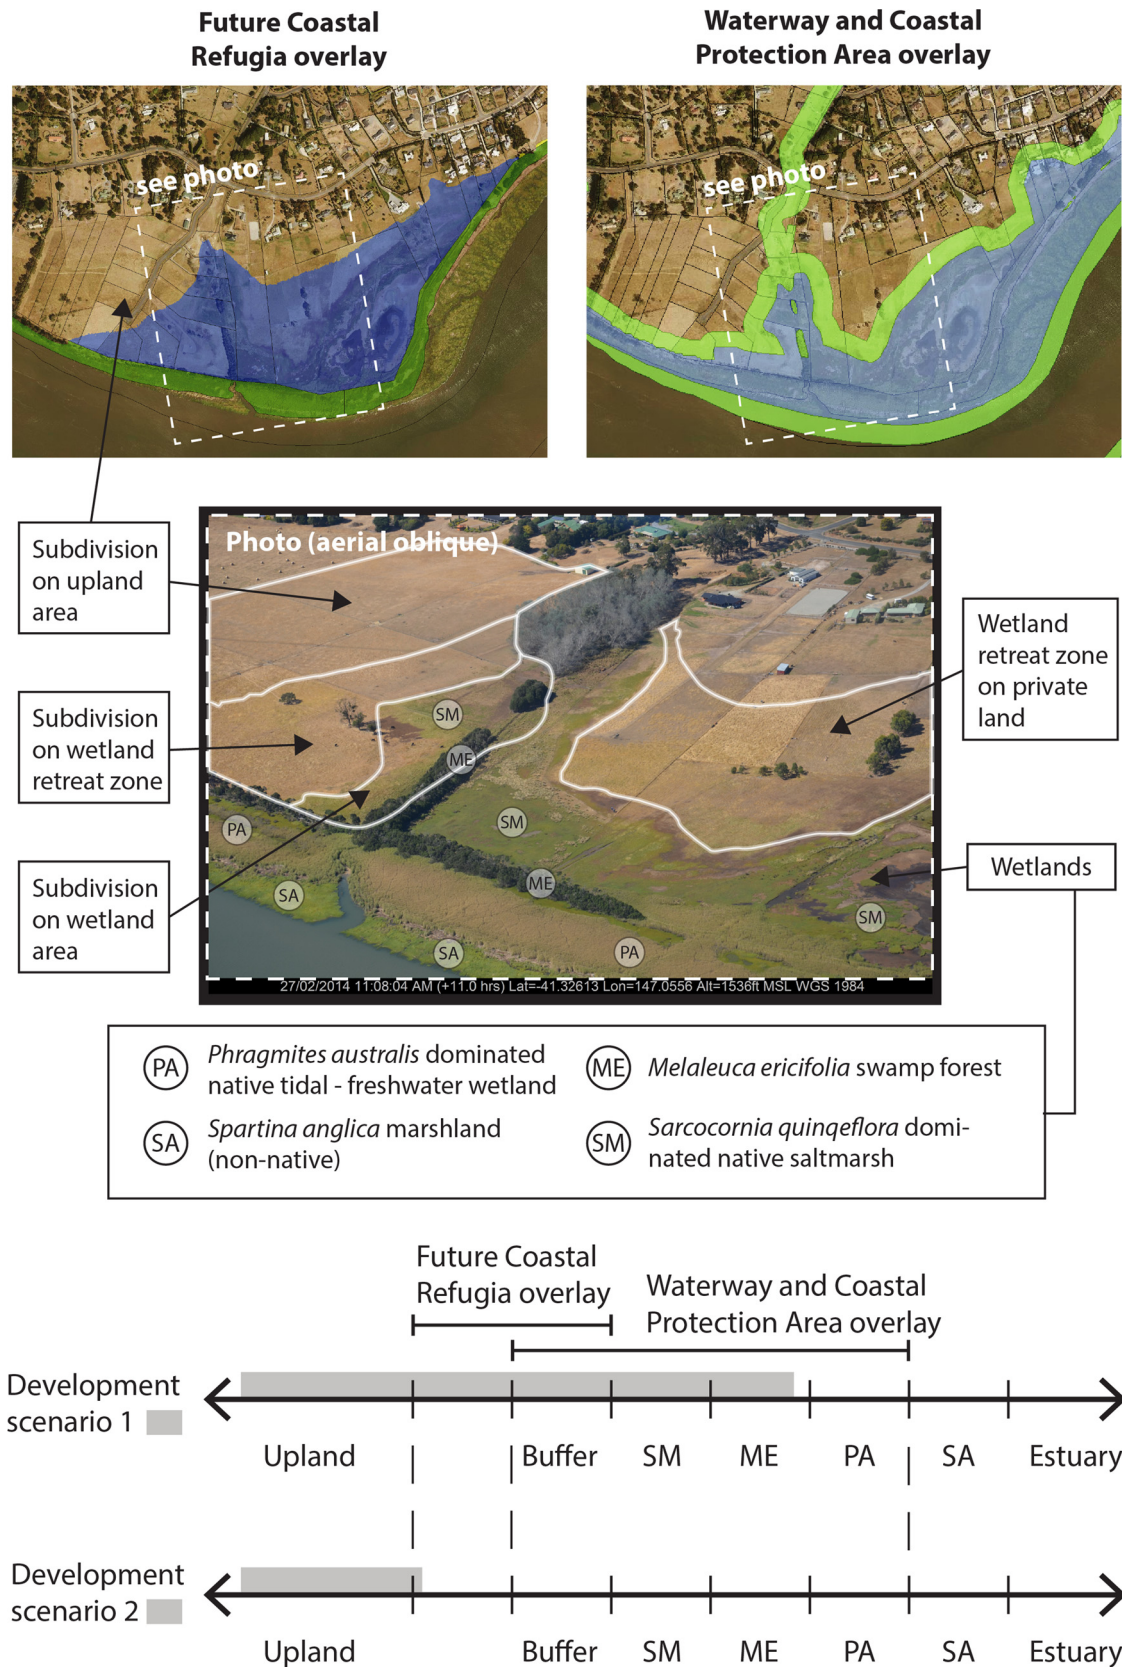 Future Coastal
Refugia overlay
Waterway and Coastal
Protection Area overlay
see photo
see photo
Photo (aerial oblique)
Subdivision
on upland
area
Subdivision
on wetland
retreat zone
Subdivision
on wetland
area
Wetland
retreat zone
on private
land
Wetlands
SM
ME
PA
SM
SA
ME
SM
SA
PA
27/02/2014 11:08:04 AM (+11.0 hrs) Lat=-41.32613 Lon=147.0556 Alt=1536ft MSL WGS 1984
PA Phragmites australis dominated
native tidal - freshwater wetland
SA Spartina anglica marshland
(non-native)
ME Melaleuca ericifolia swamp forest
SM Sarcocornia quinqeflora domi-
nated native saltmarsh
Future Coastal
Refugia overlay
Waterway and Coastal
Protection Area overlay
Development
scenario 1
Upland Buffer SM ME PA SA Estuary
Development
scenario 2
Upland Buffer SM ME PA SA Estuary